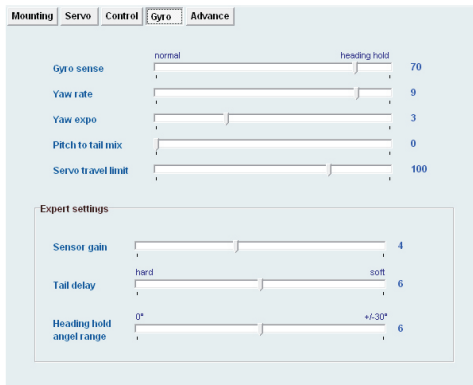 Mounting Servo Control Gyro Advance
normal heading hold
Gyro sense 70
Yaw rate 9
Yaw expo 3
Pitch to tail mix 0
Servo travel limit 100
Expert settings
Sensor gain 4
hard soft
Tail delay 6
0° +/-30°
Heading hold
angel range 6